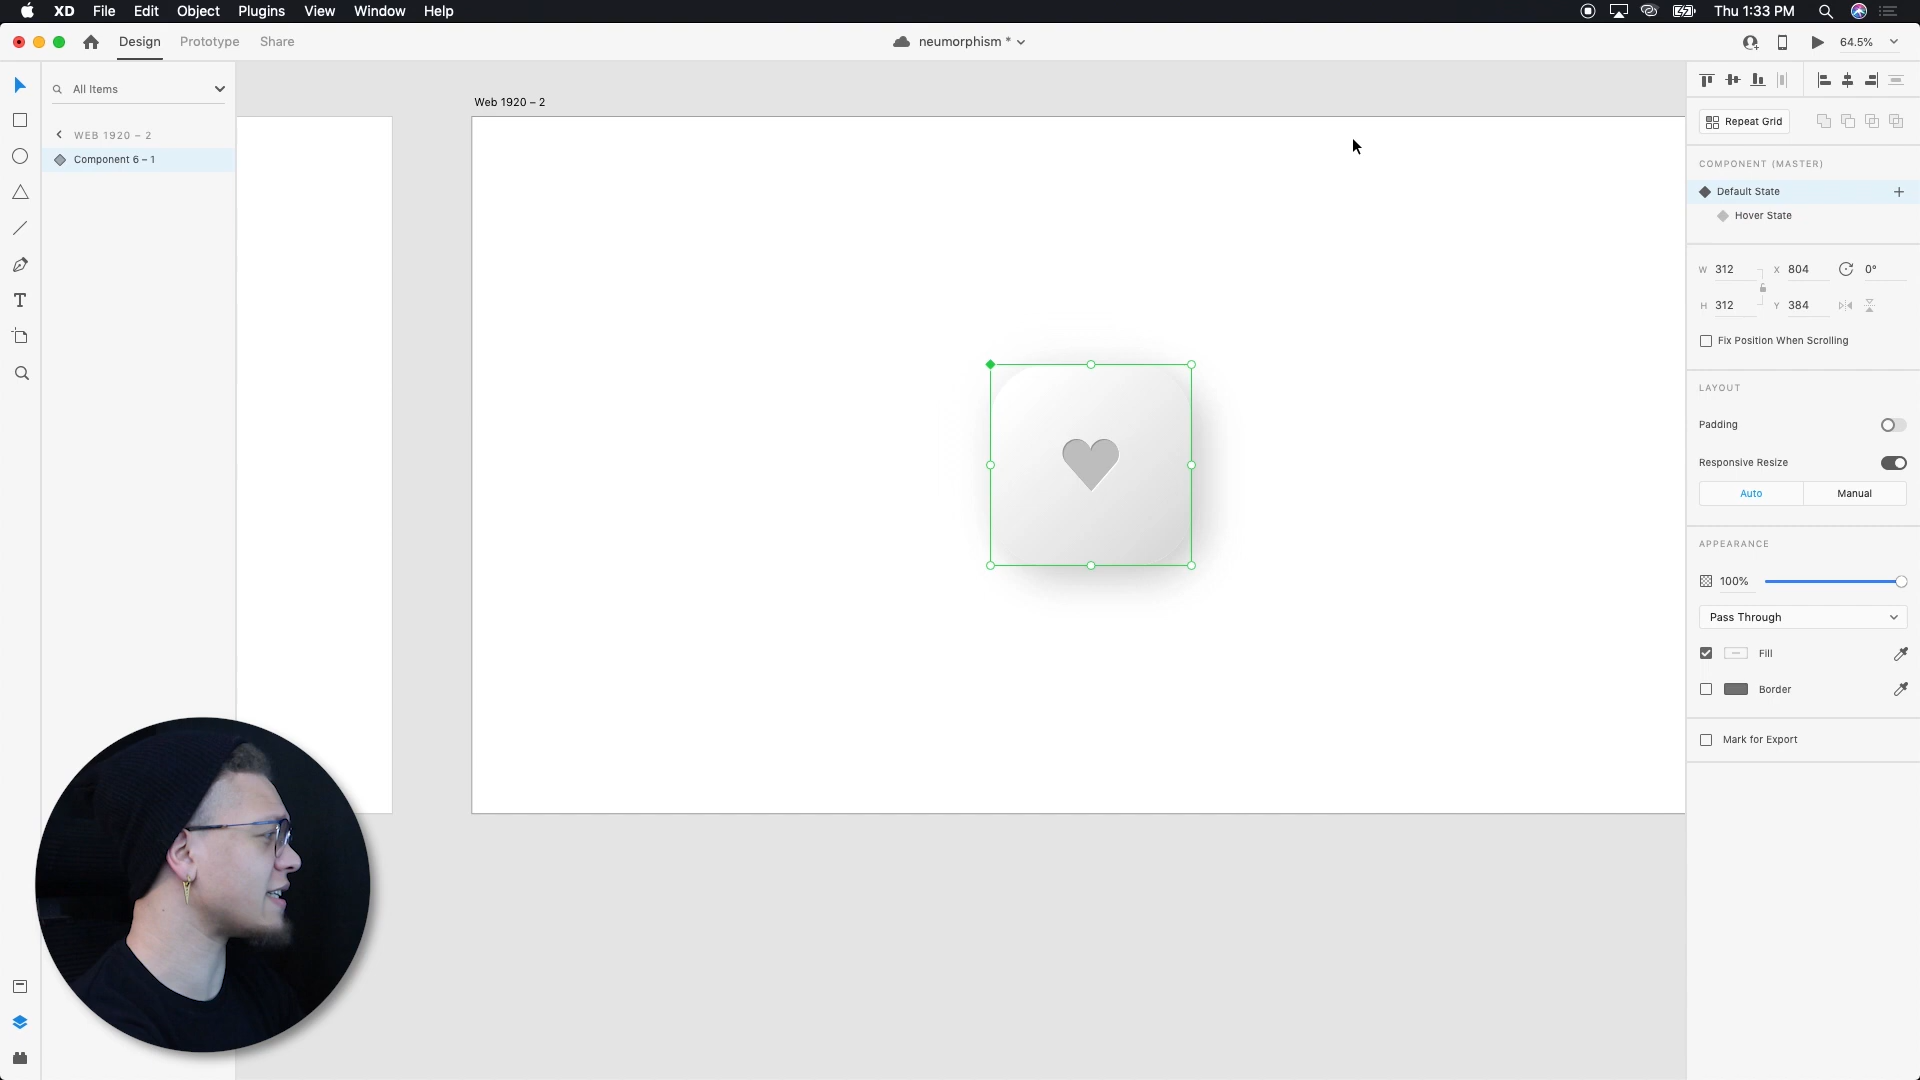 XD File Edit Object Plugins View Window Help
Thu 1:33 PM
Design Prototype Share
neumorphism *
64.5%
All Items
WEB 1920 – 2
Component 6 – 1
Web 1920 – 2
Repeat Grid
COMPONENT (MASTER)
Default State
Hover State
W 312 X 804 0°
H 312 Y 384
Fix Position When Scrolling
LAYOUT
Padding
Responsive Resize
Auto Manual
APPEARANCE
100%
Pass Through
Fill
Border
Mark for Export